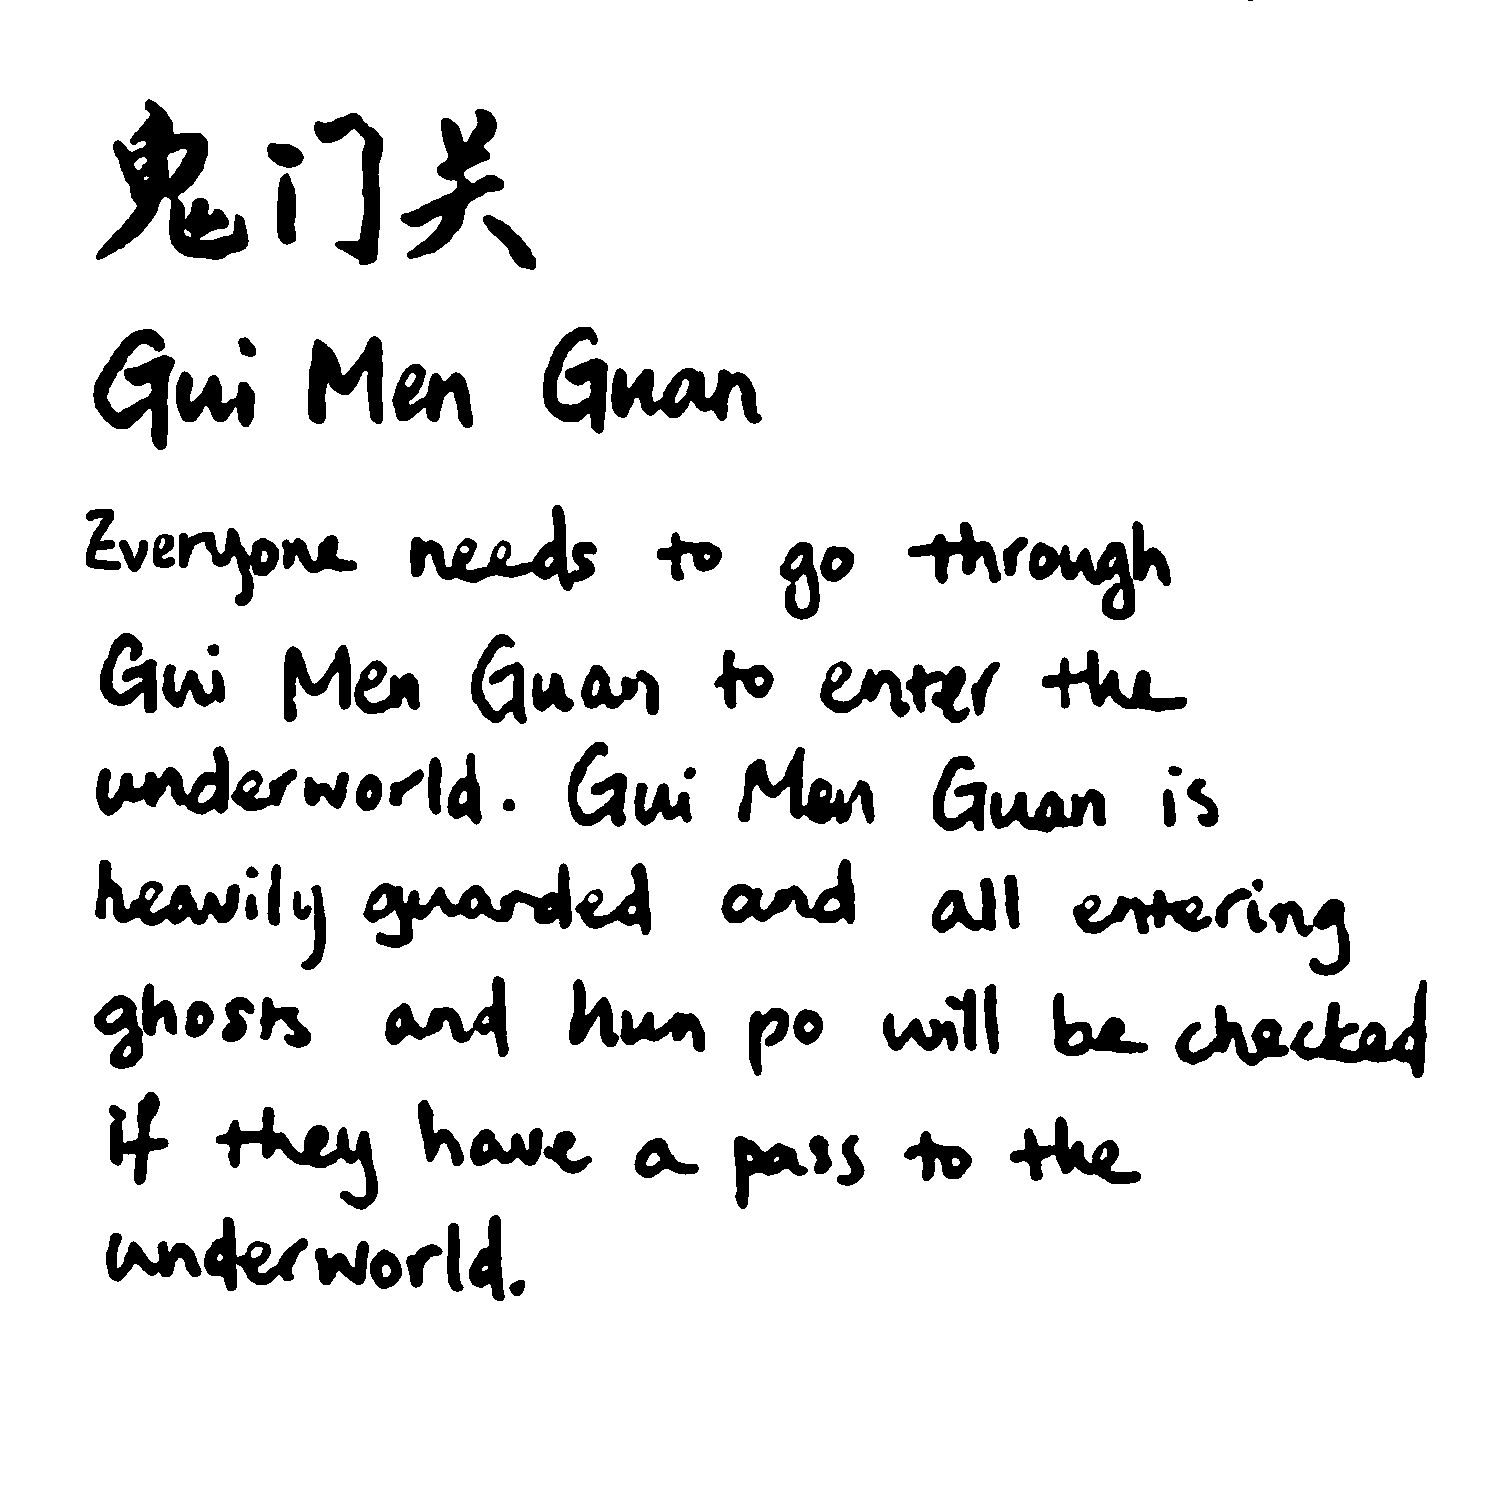 鬼门关
Gui Men Guan
Everyone needs to go through
Gui Men Guan to enter the
underworld. Gui Men Guan is
heavily guarded and all entering
ghosts and hun po will be checked
if they have a pass to the
underworld.